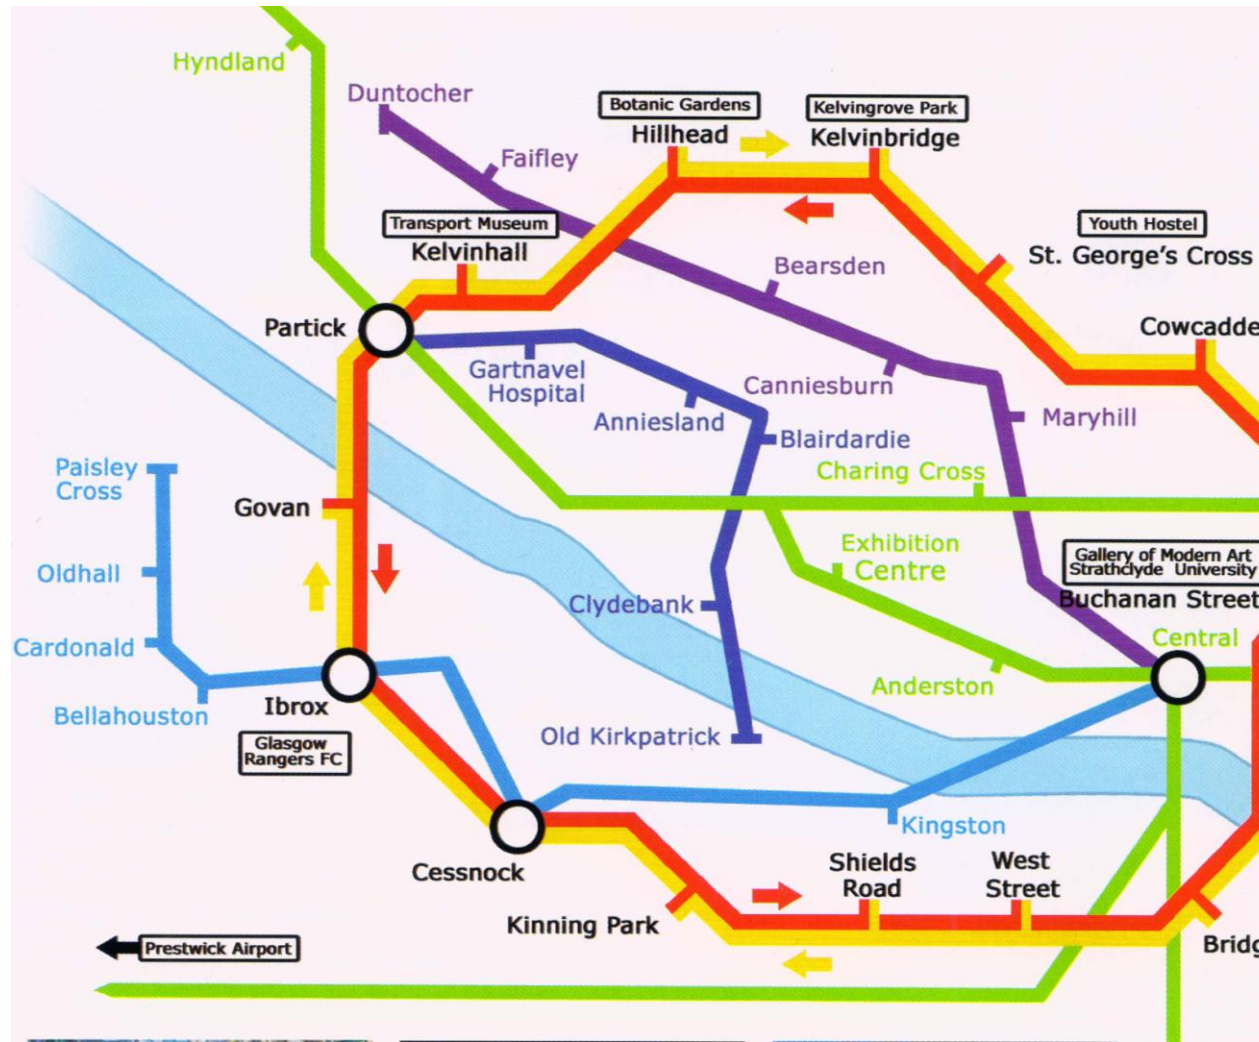 Hyndland
Duntocher
Faifley
Botanic Gardens
Hillhead
Kelvingrove Park
Kelvinbridge
Transport Museum
Kelvinhall
Youth Hostel
St. George's Cross
Bearsden
Partick
Cowcadde
Gartnavel
Hospital
Canniesburn
Anniesland
Maryhill
Blairdardie
Paisley
Cross
Charing Cross
Govan
Exhibition
Centre
Gallery of Modern Art
Strathclyde University
Buchanan Street
Oldhall
Clydebank
Central
Cardonald
Anderston
Bellahouston
Ibrox
Glasgow
Rangers FC
Old Kirkpatrick
Kingston
Cessnock
Shields
Road
West
Street
Kinning Park
Bridg
Prestwick Airport